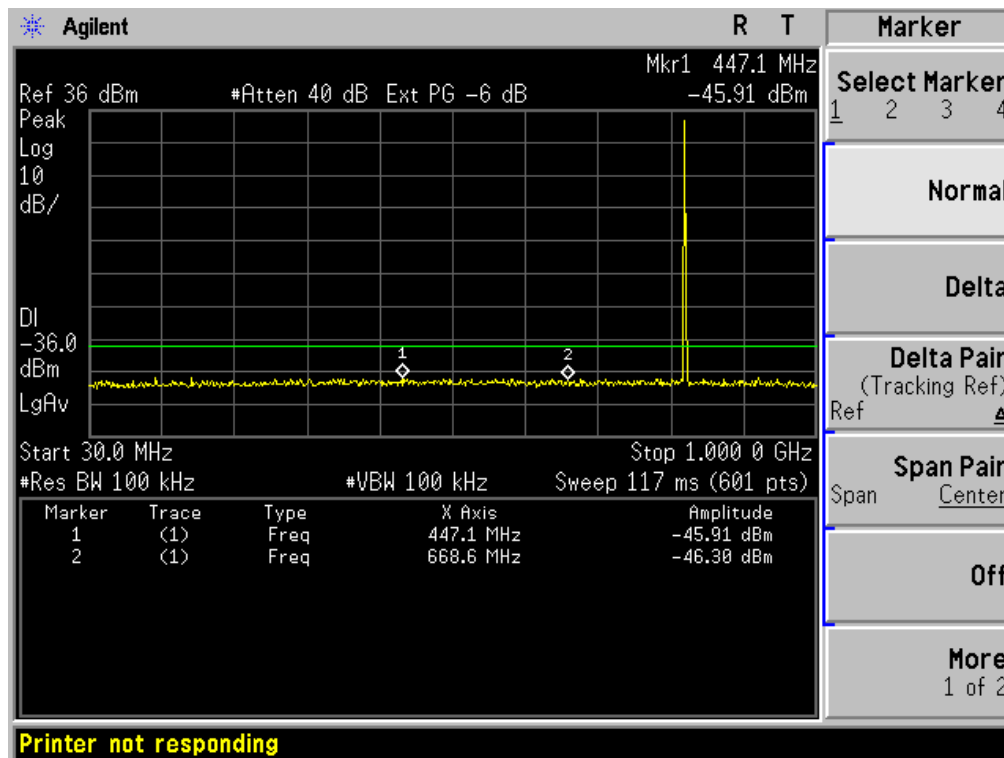 Agilent R T
Mkr1 447.1 MHz
Ref 36 dBm #Atten 40 dB Ext PG -6 dB -45.91 dBm
Peak
Log
10
dB/
DI
-36.0
dBm
LgAv
1 2
Start 30.0 MHz Stop 1.000 0 GHz
#Res BW 100 kHz #VBW 100 kHz Sweep 117 ms (601 pts)
Marker Trace Type X Axis Amplitude
1 (1) Freq 447.1 MHz -45.91 dBm
2 (1) Freq 668.6 MHz -46.30 dBm
Marker
Select Marker
1 2 3 4
Normal
Delta
Delta Pair
(Tracking Ref)
Ref Δ
Span Pair
Span Center
Off
More
1 of 2
Printer not responding